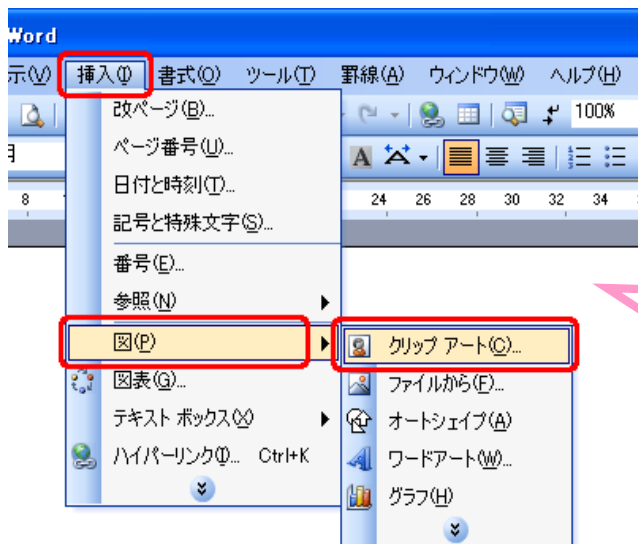 Word
示(V) 挿入(I) 書式(O) ツール(T) 罫線(A) ウィンドウ(W) ヘルプ(H)
100%
8 24 26 28 30 32 34
改ページ(B)...
ページ番号(U)...
日付と時刻(T)...
記号と特殊文字(S)...
番号(E)...
参照(N)
図(P)
図表(G)...
テキスト ボックス(X)
ハイパーリンク(I)... Ctrl+K
クリップ アート(C)...
ファイルから(F)...
オートシェイプ(A)
ワードアート(W)...
グラフ(H)